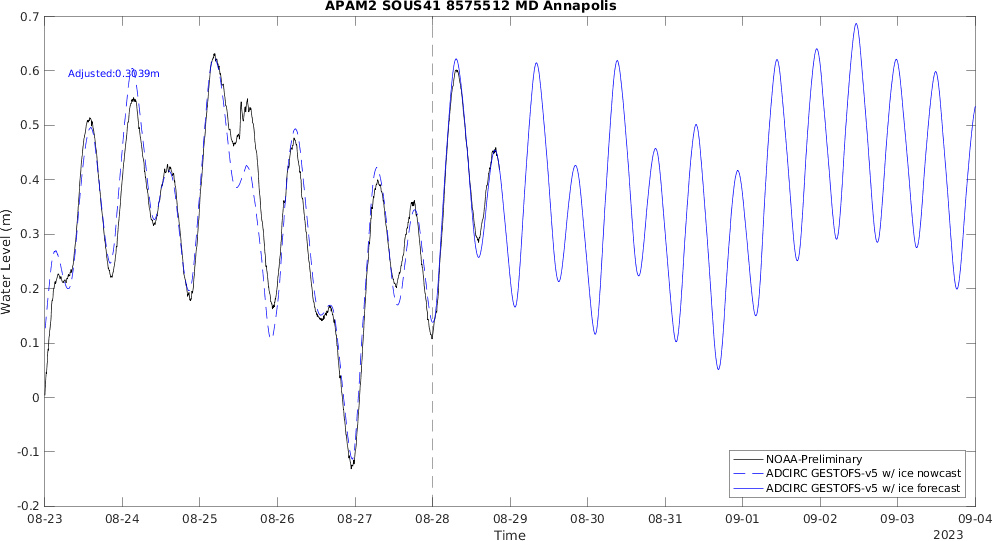 APAM2 SOUS41 8575512 MD Annapolis
0.7
0.6
0.5
0.4
0.3
0.2
0.1
0
-0.1
-0.2
Water Level (m)
Adjusted:0.3039m
NOAA-Preliminary
ADCIRC GESTOFS-v5 w/ ice nowcast
ADCIRC GESTOFS-v5 w/ ice forecast
08-23 08-24 08-25 08-26 08-27 08-28 08-29 08-30 08-31 09-01 09-02 09-03 09-04
Time
2023